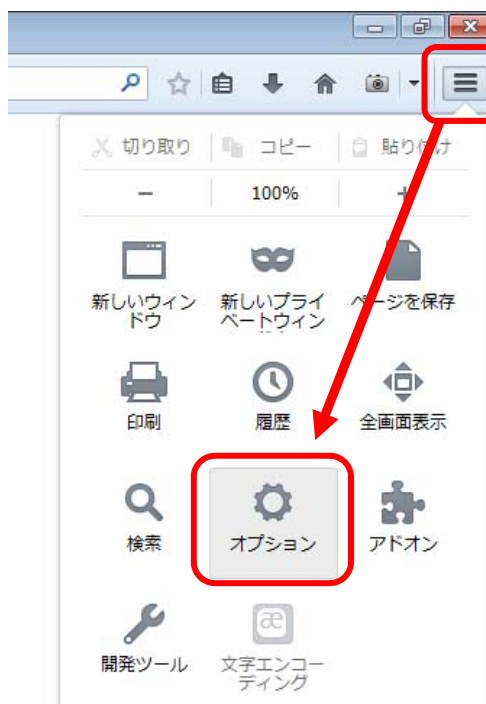 切り取り コピー 貼り付け
− 100% +
新しいウィン 新しいプライ ページを保存
ドウ ベートウィン
印刷 履歴 全画面表示
検索 オプション アドオン
æ
開発ツール 文字エンコー
ディング